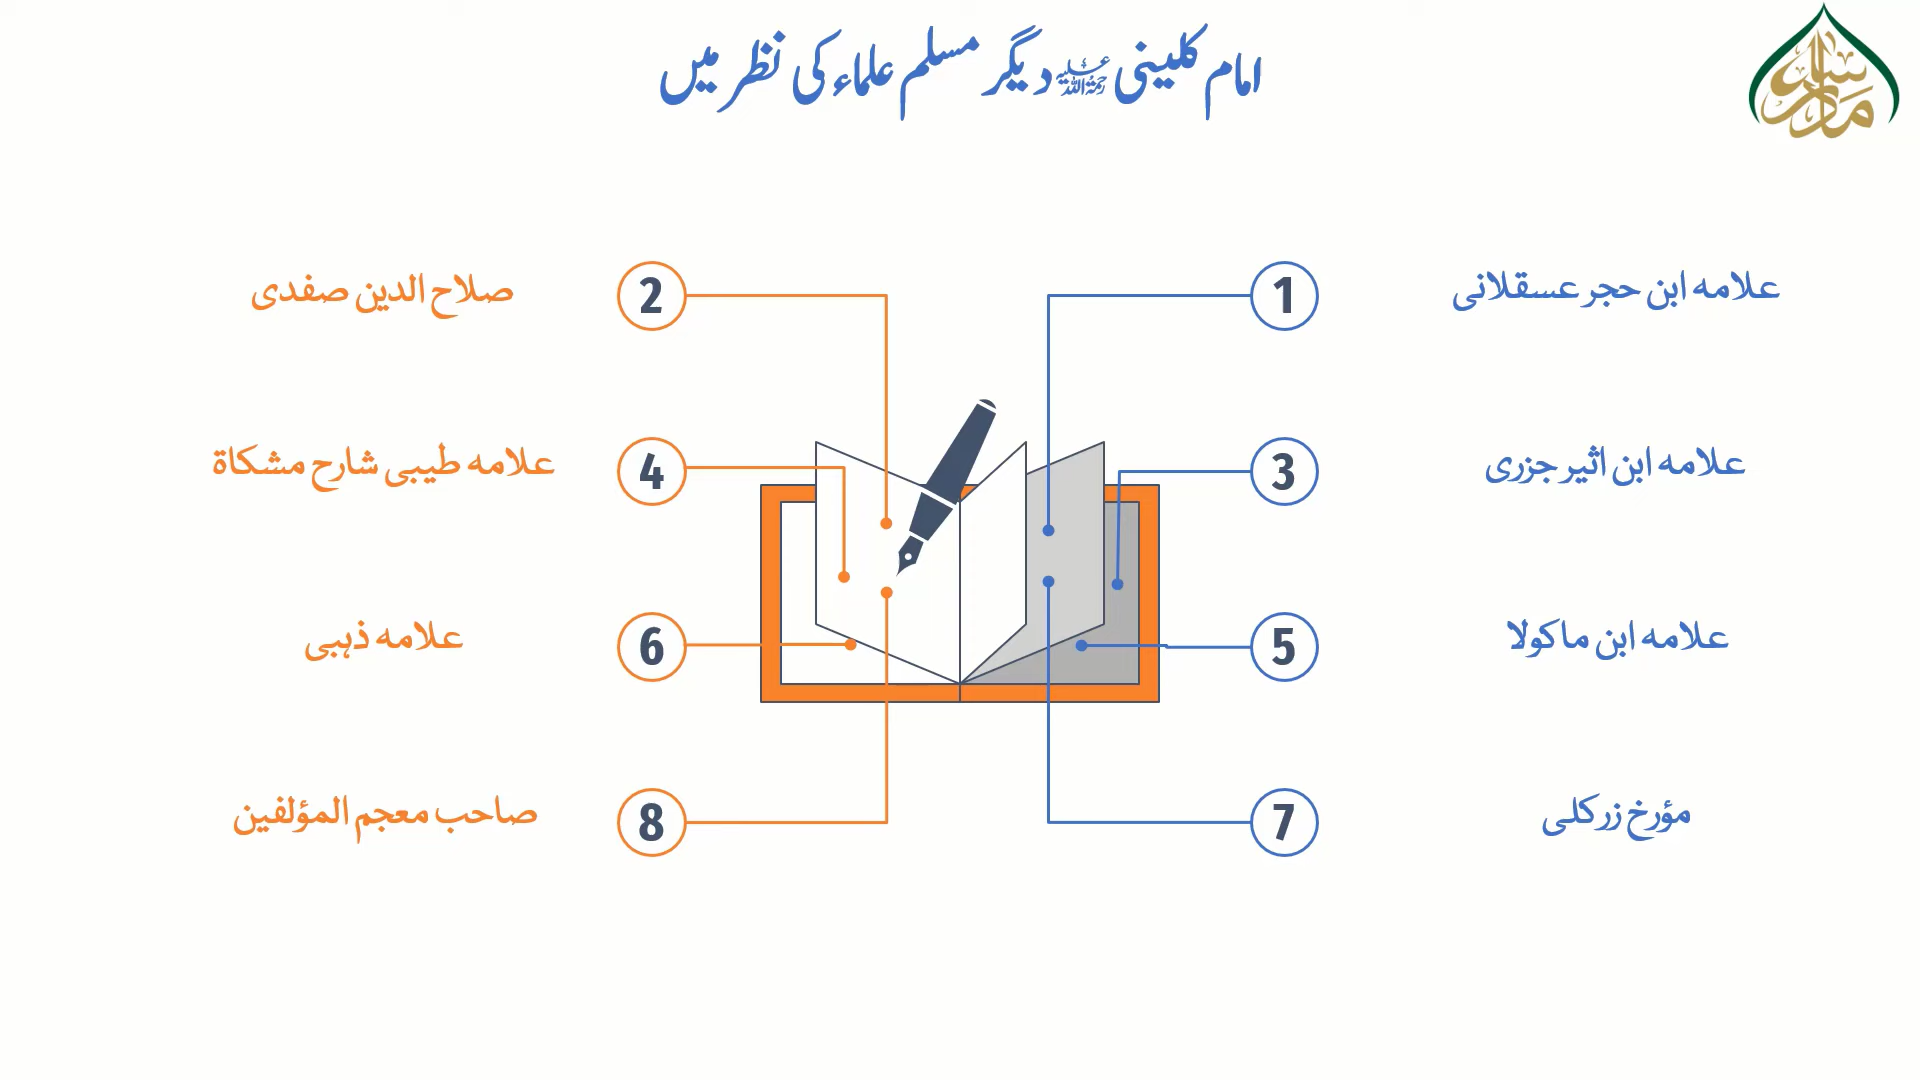 امام کلینی رحمۃ اللہ علیہ دیگر مسلم علماء کی نظر میں
1 علامہ ابن حجر عسقلانی
2 صلاح الدین صفدی
3 علامہ ابن اثیر جزری
4 علامہ طیبی شارح مشکاۃ
5 علامہ ابن ماکولا
6 علامہ ذہبی
7 مؤرخ زرکلی
8 صاحب معجم المؤلفین